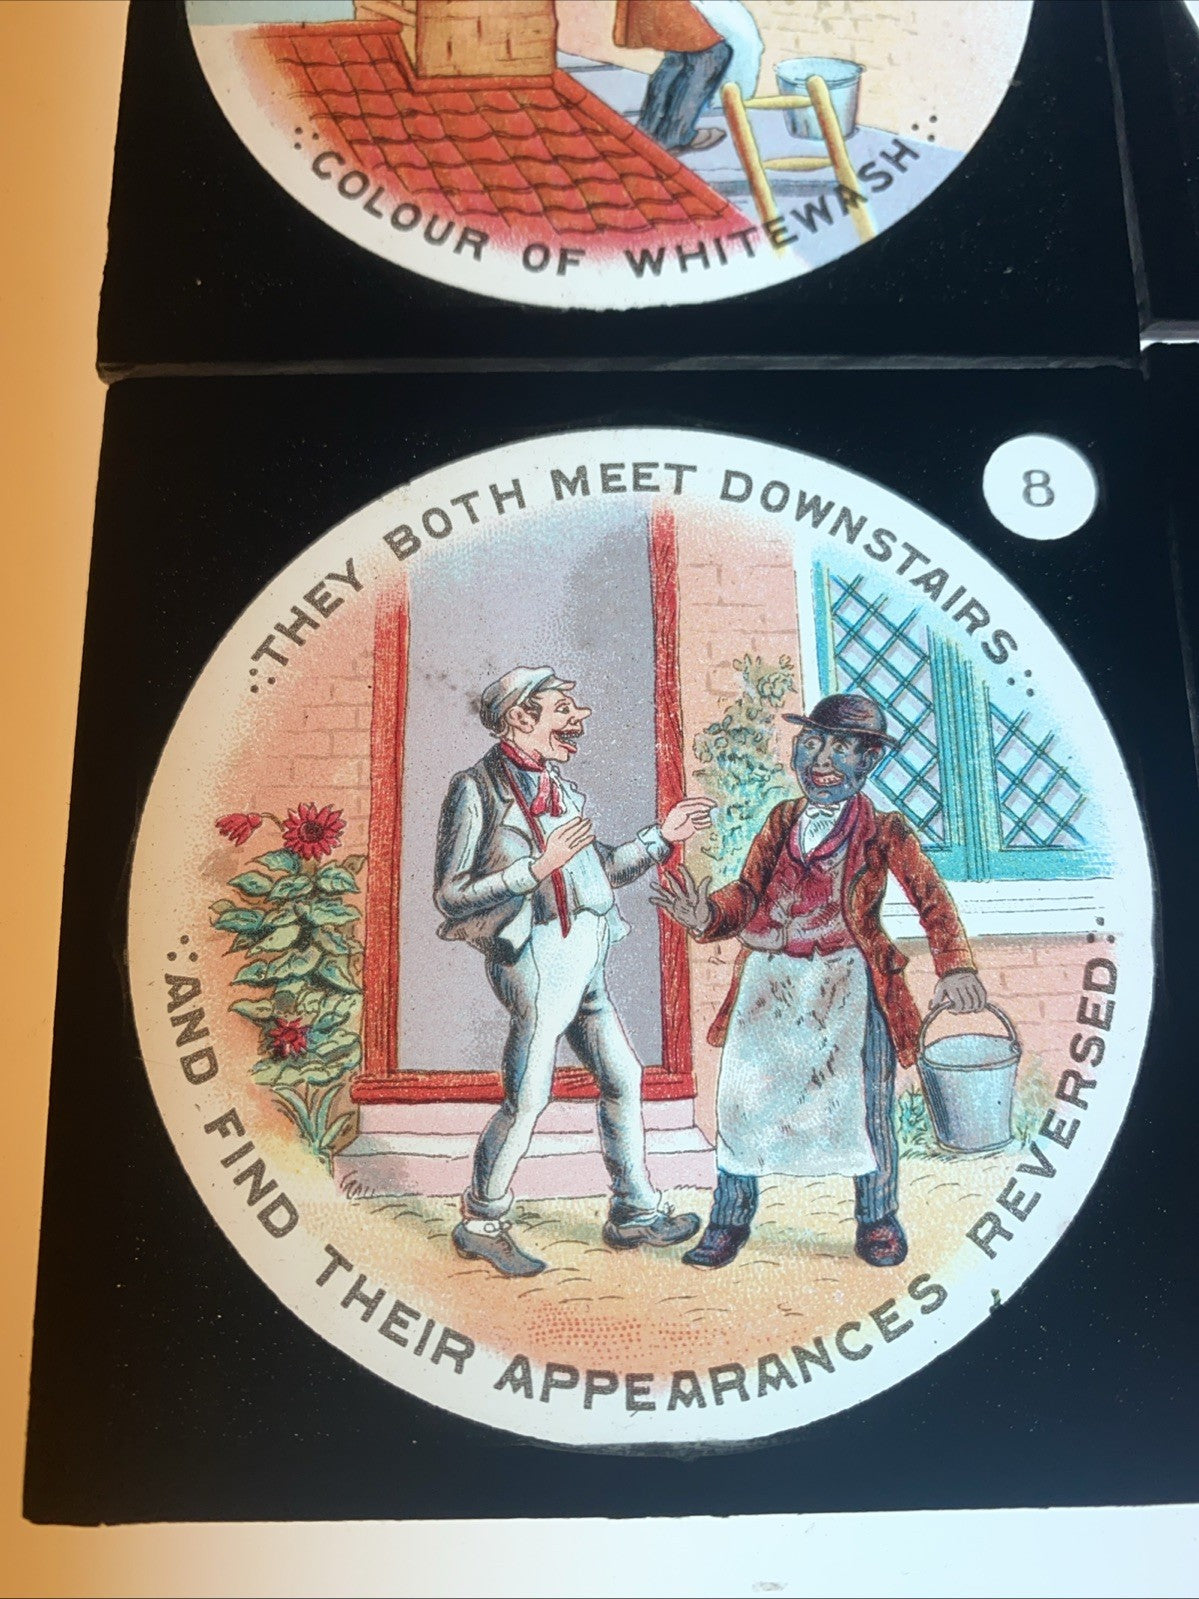 COLOUR OF WHITEWASH
8
THEY BOTH MEET DOWNSTAIRS
AND FIND THEIR APPEARANCES REVERSED